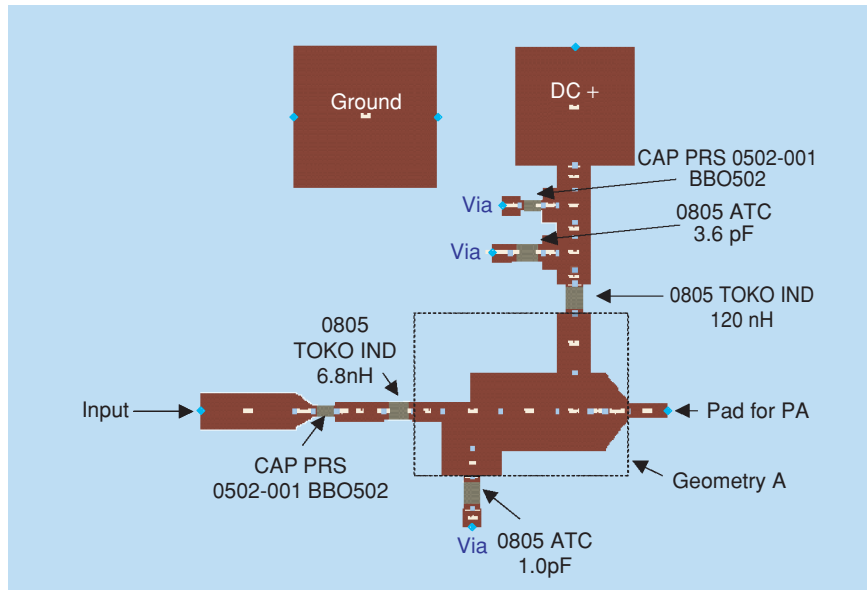 Ground
DC +
CAP PRS 0502-001
BBO502
Via
0805 ATC
3.6 pF
Via
0805 TOKO IND
120 nH
0805
TOKO IND
6.8nH
Input
Pad for PA
CAP PRS
0502-001 BBO502
Geometry A
Via
0805 ATC
1.0pF